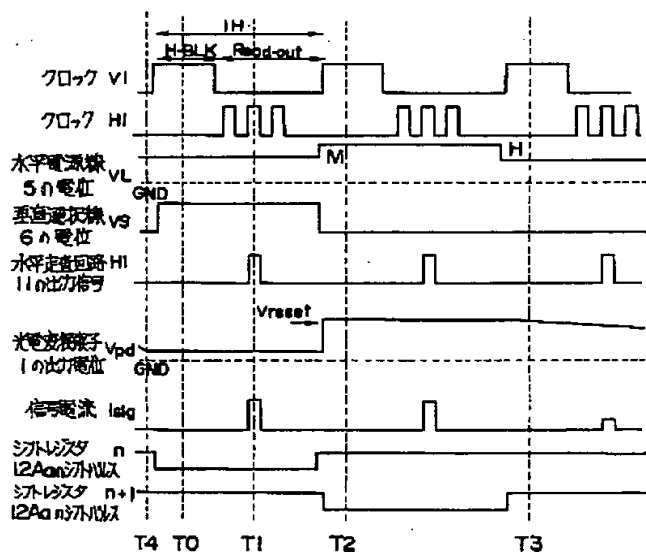 1H
H-BLK Read-out
クロック V1
クロック H1
水平電源線 VL
5の電位
M
H
GND
垂直選択線 VS
6の電位
水平走査回路 H1
11の出力信号
Vreset
光電変換素子 Vpd
1の出力電位
GND
信号電流 Isig
シフトレジスタ n
12Aのシフトパルス
シフトレジスタ n+1
12Aのシフトパルス
T4 T0 T1 T2 T3